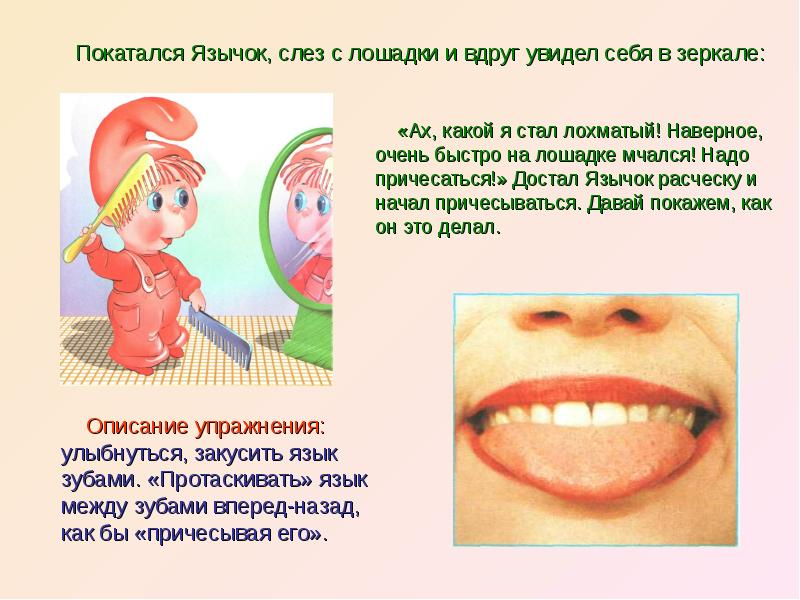 Покатался Язычок, слез с лошадки и вдруг увидел себя в зеркале:
«Ах, какой я стал лохматый! Наверное,
очень быстро на лошадке мчался! Надо
причесаться!» Достал Язычок расческу и
начал причесываться. Давай покажем, как
он это делал.
Описание упражнения:
улыбнуться, закусить язык
зубами. «Протаскивать» язык
между зубами вперед-назад,
как бы «причесывая его».